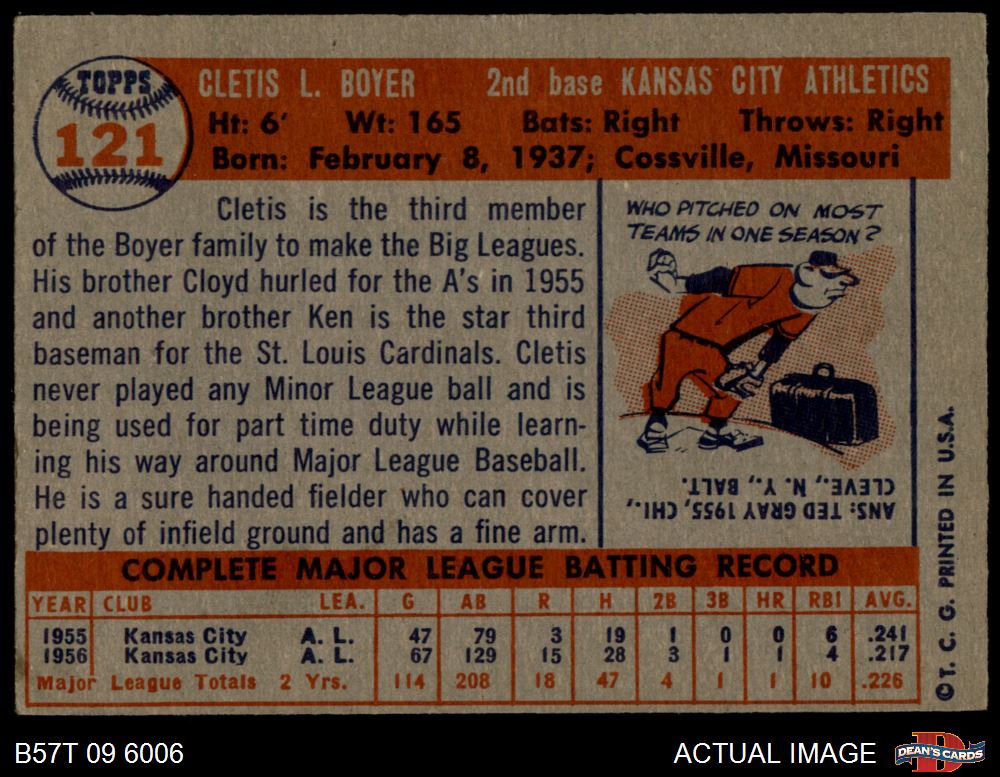 TOPPS
121
CLETIS L. BOYER 2nd base KANSAS CITY ATHLETICS
Ht: 6' Wt: 165 Bats: Right Throws: Right
Born: February 8, 1937; Cossville, Missouri
Cletis is the third member
of the Boyer family to make the Big Leagues.
His brother Cloyd hurled for the A's in 1955
and another brother Ken is the star third
baseman for the St. Louis Cardinals. Cletis
never played any Minor League ball and is
being used for part time duty while learn-
ing his way around Major League Baseball.
He is a sure handed fielder who can cover
plenty of infield ground and has a fine arm.
WHO PITCHED ON MOST
TEAMS IN ONE SEASON?
ANS: TED GRAY 1955, CHI.,
CLEVE., N. Y., BALT.
COMPLETE MAJOR LEAGUE BATTING RECORD
YEAR CLUB LEA. G AB R H 2B 3B HR RBI AVG.
1955 Kansas City A. L. 47 79 3 19 1 0 0 6 .241
1956 Kansas City A. L. 67 129 15 28 3 1 1 4 .217
Major League Totals 2 Yrs. 114 208 18 47 4 1 1 10 .226
© T. C. G. PRINTED IN U.S.A.
B57T 09 6006
ACTUAL IMAGE
DEAN'S CARDS